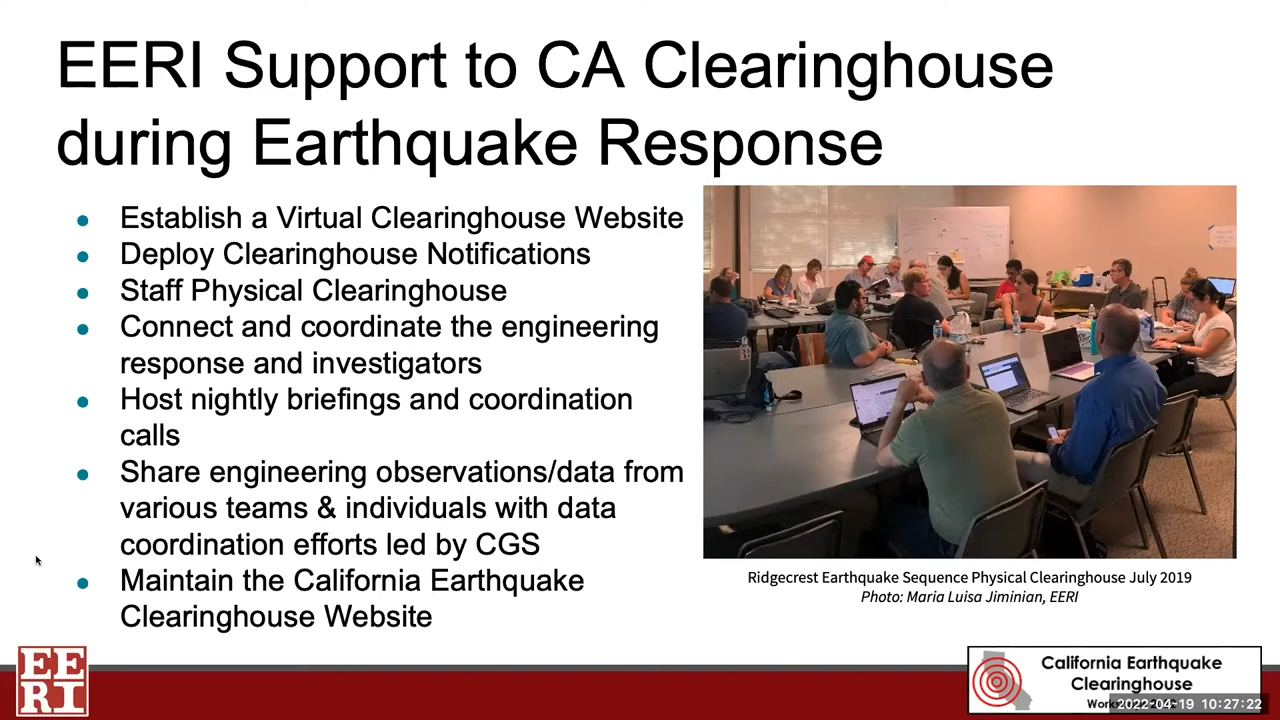 EERI Support to CA Clearinghouse
during Earthquake Response
● Establish a Virtual Clearinghouse Website
● Deploy Clearinghouse Notifications
● Staff Physical Clearinghouse
● Connect and coordinate the engineering
response and investigators
● Host nightly briefings and coordination
calls
● Share engineering observations/data from
various teams & individuals with data
coordination efforts led by CGS
● Maintain the California Earthquake
Clearinghouse Website
Ridgecrest Earthquake Sequence Physical Clearinghouse July 2019
Photo: Maria Luisa Jiminian, EERI
EE
RI
California Earthquake
Clearinghouse
2022-04-19 10:27:22